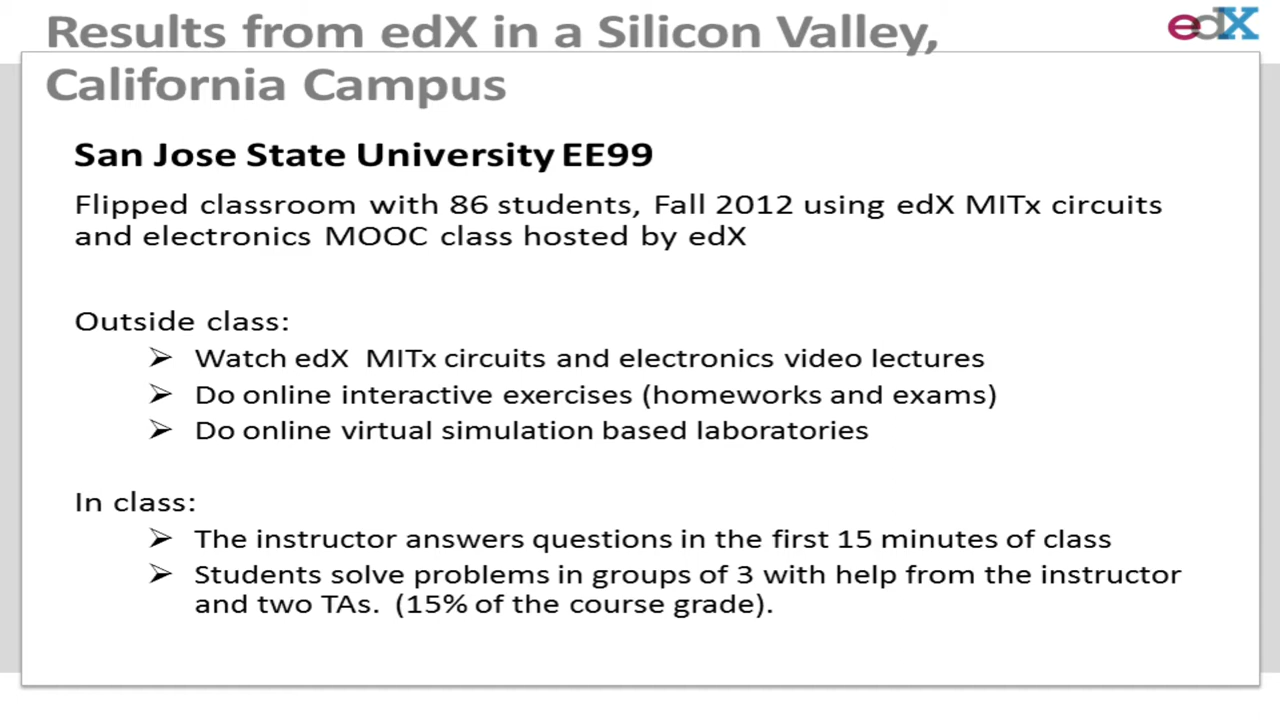 Results from edX in a Silicon Valley,
California Campus
edX
San Jose State University EE99
Flipped classroom with 86 students, Fall 2012 using edX MITx circuits
and electronics MOOC class hosted by edX
Outside class:
➢ Watch edX MITx circuits and electronics video lectures
➢ Do online interactive exercises (homeworks and exams)
➢ Do online virtual simulation based laboratories
In class:
➢ The instructor answers questions in the first 15 minutes of class
➢ Students solve problems in groups of 3 with help from the instructor
and two TAs. (15% of the course grade).